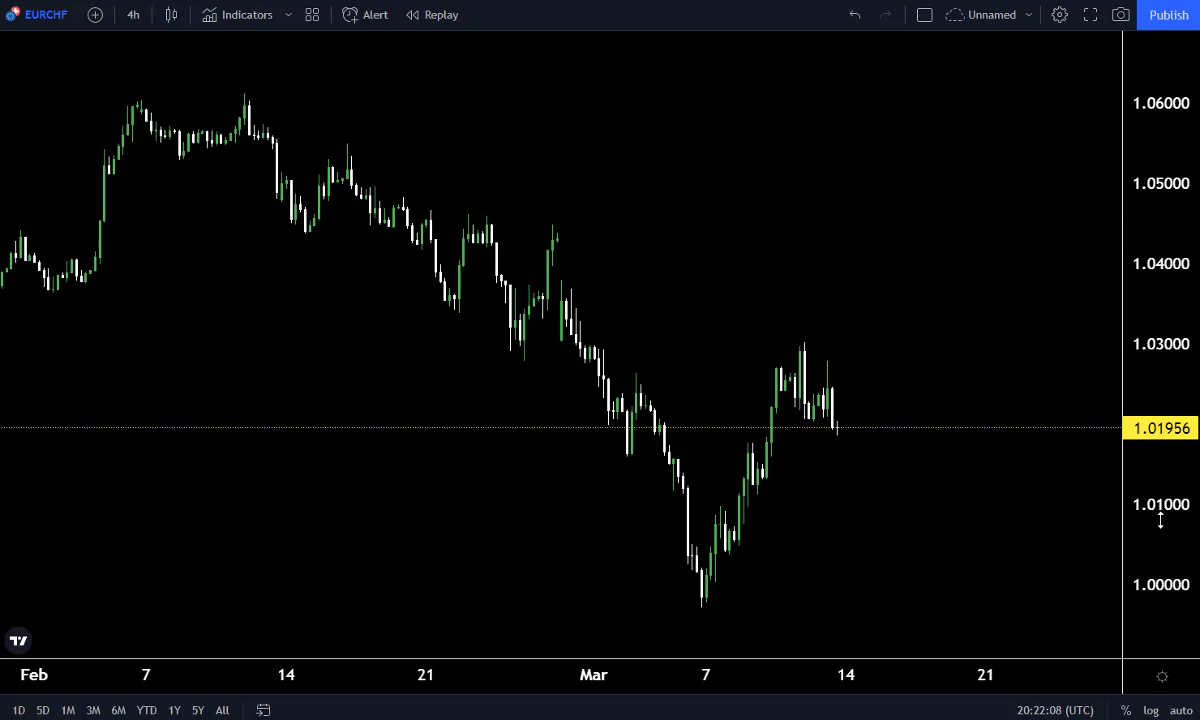 EURCHF 4h Indicators Alert Replay Unnamed Publish
1.06000
1.05000
1.04000
1.03000
1.01956
1.01000
1.00000
Feb 7 14 21 Mar 7 14 21
1D 5D 1M 3M 6M YTD 1Y 5Y All 20:22:08 (UTC) % log auto